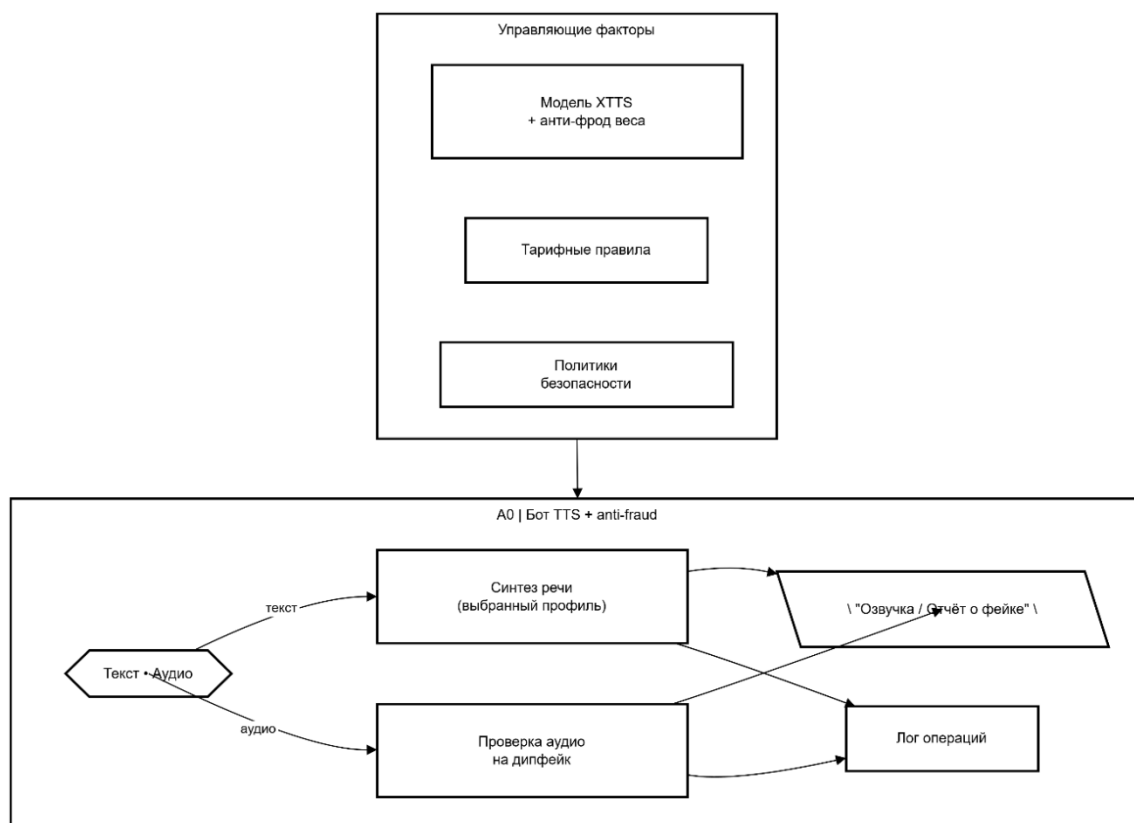 Управляющие факторы
Модель XTTS
+ анти-фрод веса
Тарифные правила
Политики
безопасности
A0 | Бот TTS + anti-fraud
Синтез речи
(выбранный профиль)
текст
\ "Озвучка / Отчёт о фейке" \
Текст • Аудио
аудио
Проверка аудио
на дипфейк
Лог операций